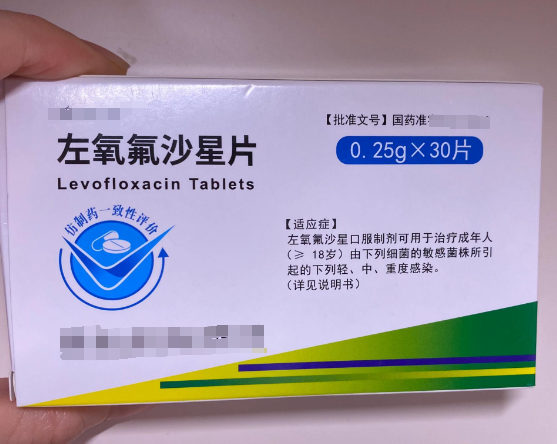 【批准文号】国药准
左氧氟沙星片
0.25g×30片
Levofloxacin Tablets
仿制药一致性评价
【适应症】
左氧氟沙星口服制剂可用于治疗成年人
（≥ 18岁）由下列细菌的敏感菌株所引
起的下列轻、中、重度感染。
（详见说明书）